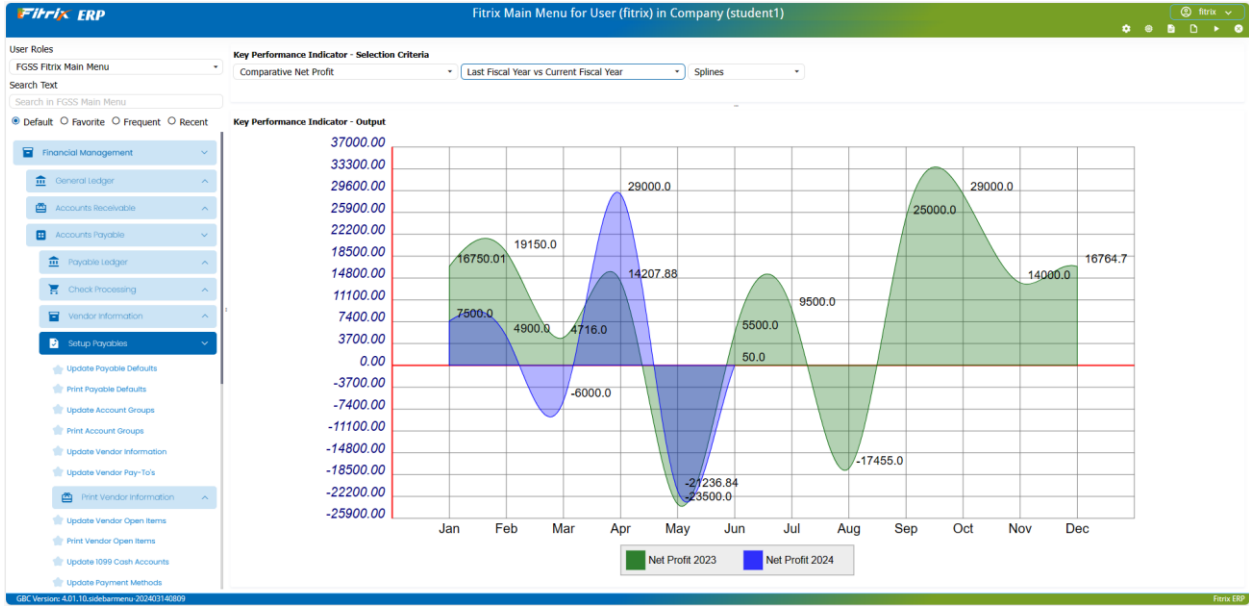 Fitrix ERP
Fitrix Main Menu for User (fitrix) in Company (student1)
fitrix
User Roles
FGSS Fitrix Main Menu
Search Text
Search in FGSS Main Menu
Default Favorite Frequent Recent
Financial Management
General Ledger
Accounts Receivable
Accounts Payable
Payable Ledger
Check Processing
Vendor Information
Setup Payables
Update Payable Defaults
Print Payable Defaults
Update Account Groups
Print Account Groups
Update Vendor Information
Update Vendor Pay-To's
Print Vendor Information
Update Vendor Open Items
Print Vendor Open Items
Update 1099 Cash Accounts
Update Payment Methods
Key Performance Indicator - Selection Criteria
Comparative Net Profit Last Fiscal Year vs Current Fiscal Year Splines
Key Performance Indicator - Output
37000.00
33300.00
29600.00
25900.00
22200.00
18500.00
14800.00
11100.00
7400.00
3700.00
0.00
-3700.00
-7400.00
-11100.00
-14800.00
-18500.00
-22200.00
-25900.00
16750.01
19150.0
4716.0
14207.88
-21236.84
5500.0
9500.0
-17455.0
25000.0
29000.0
14000.0
16764.7
7500.0
4900.0
-6000.0
29000.0
-23500.0
50.0
Jan Feb Mar Apr May Jun Jul Aug Sep Oct Nov Dec
Net Profit 2023 Net Profit 2024
GBC Version: 4.01.10.sidebarmenu-202403140809
Fitrix ERP